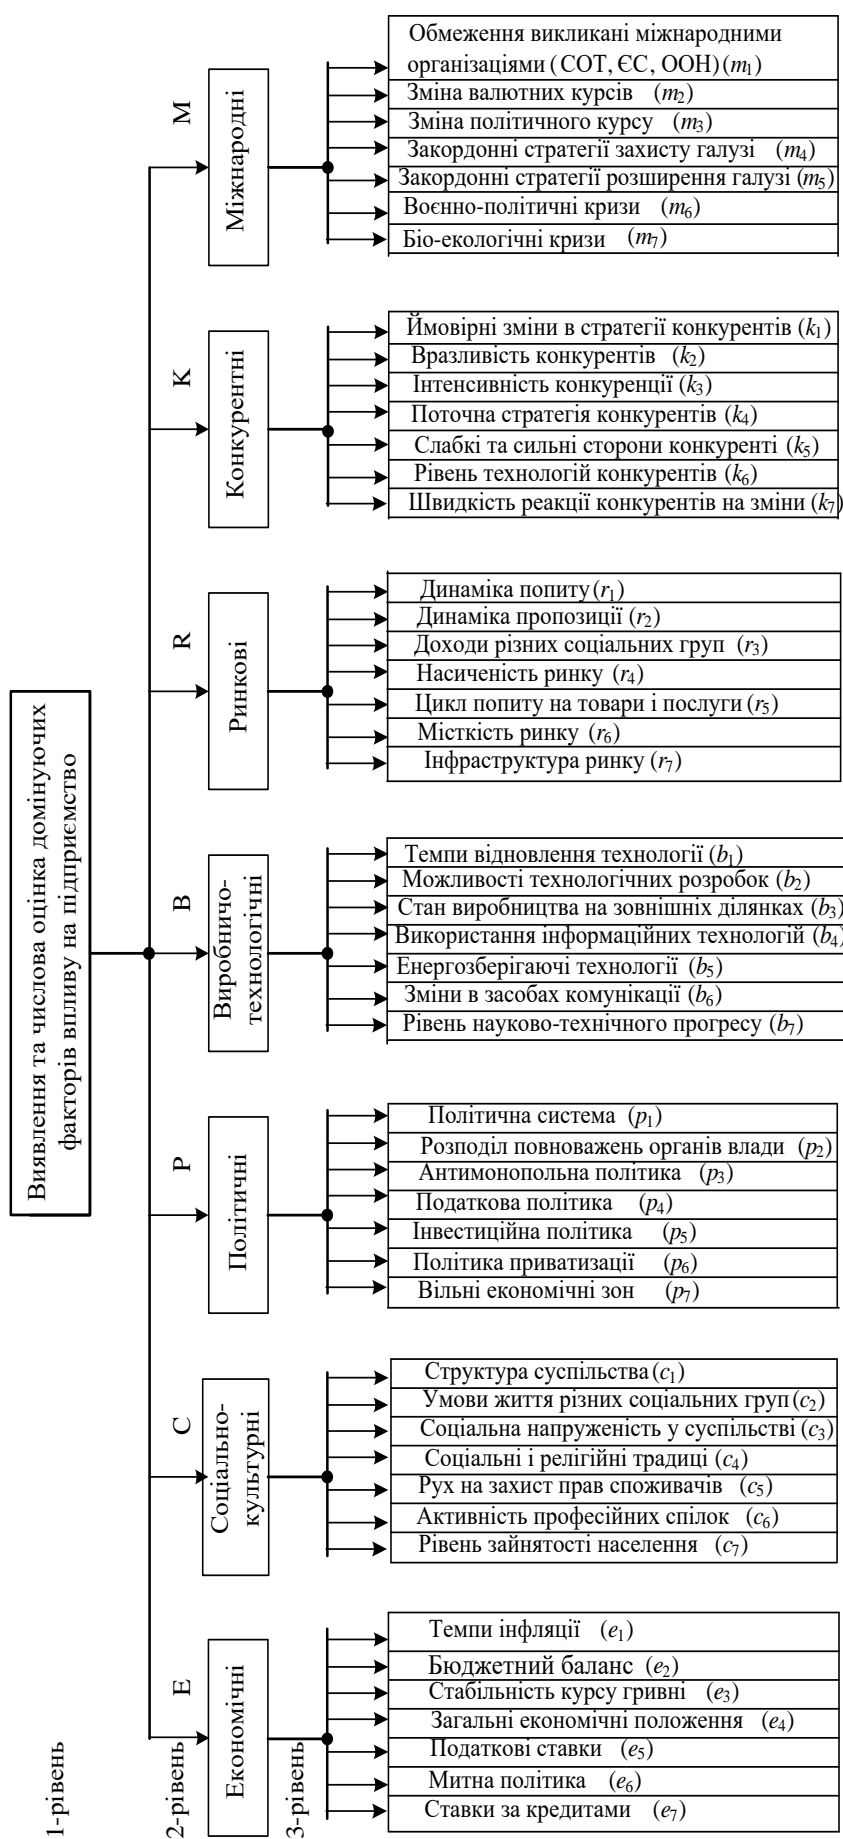 Виявлення та числова оцінка домінуючих
факторів впливу на підприємство
1-рівень
2-рівень
3-рівень
M
Міжнародні
Обмеження викликані міжнародними
організаціями (СОТ, ЄС, ООН) (m1)
Зміна валютних курсів (m2)
Зміна політичного курсу (m3)
Закордонні стратегії захисту галузі (m4)
Закордонні стратегії розширення галузі (m5)
Воєнно-політичні кризи (m6)
Біо-екологічні кризи (m7)
K
Конкурентні
Ймовірні зміни в стратегії конкурентів (k1)
Вразливість конкурентів (k2)
Інтенсивність конкуренції (k3)
Поточна стратегія конкурентів (k4)
Слабкі та сильні сторони конкуренті (k5)
Рівень технологій конкурентів (k6)
Швидкість реакції конкурентів на зміни (k7)
R
Ринкові
Динаміка попиту (r1)
Динаміка пропозиції (r2)
Доходи різних соціальних груп (r3)
Насиченість ринку (r4)
Цикл попиту на товари і послуги (r5)
Місткість ринку (r6)
Інфраструктура ринку (r7)
B
Виробничо-
технологічні
Темпи відновлення технології (b1)
Можливості технологічних розробок (b2)
Стан виробництва на зовнішніх ділянках (b3)
Використання інформаційних технологій (b4)
Енергозберігаючі технології (b5)
Зміни в засобах комунікації (b6)
Рівень науково-технічного прогресу (b7)
P
Політичні
Політична система (p1)
Розподіл повноважень органів влади (p2)
Антимонопольна політика (p3)
Податкова політика (p4)
Інвестиційна політика (p5)
Політика приватизації (p6)
Вільні економічні зон (p7)
C
Соціально-
культурні
Структура суспільства (c1)
Умови життя різних соціальних груп (c2)
Соціальна напруженість у суспільстві (c3)
Соціальні і релігійні традиці (c4)
Рух на захист прав споживачів (c5)
Активність професійних спілок (c6)
Рівень зайнятості населення (c7)
E
Економічні
Темпи інфляції (e1)
Бюджетний баланс (e2)
Стабільність курсу гривні (e3)
Загальні економічні положення (e4)
Податкові ставки (e5)
Митна політика (e6)
Ставки за кредитами (e7)